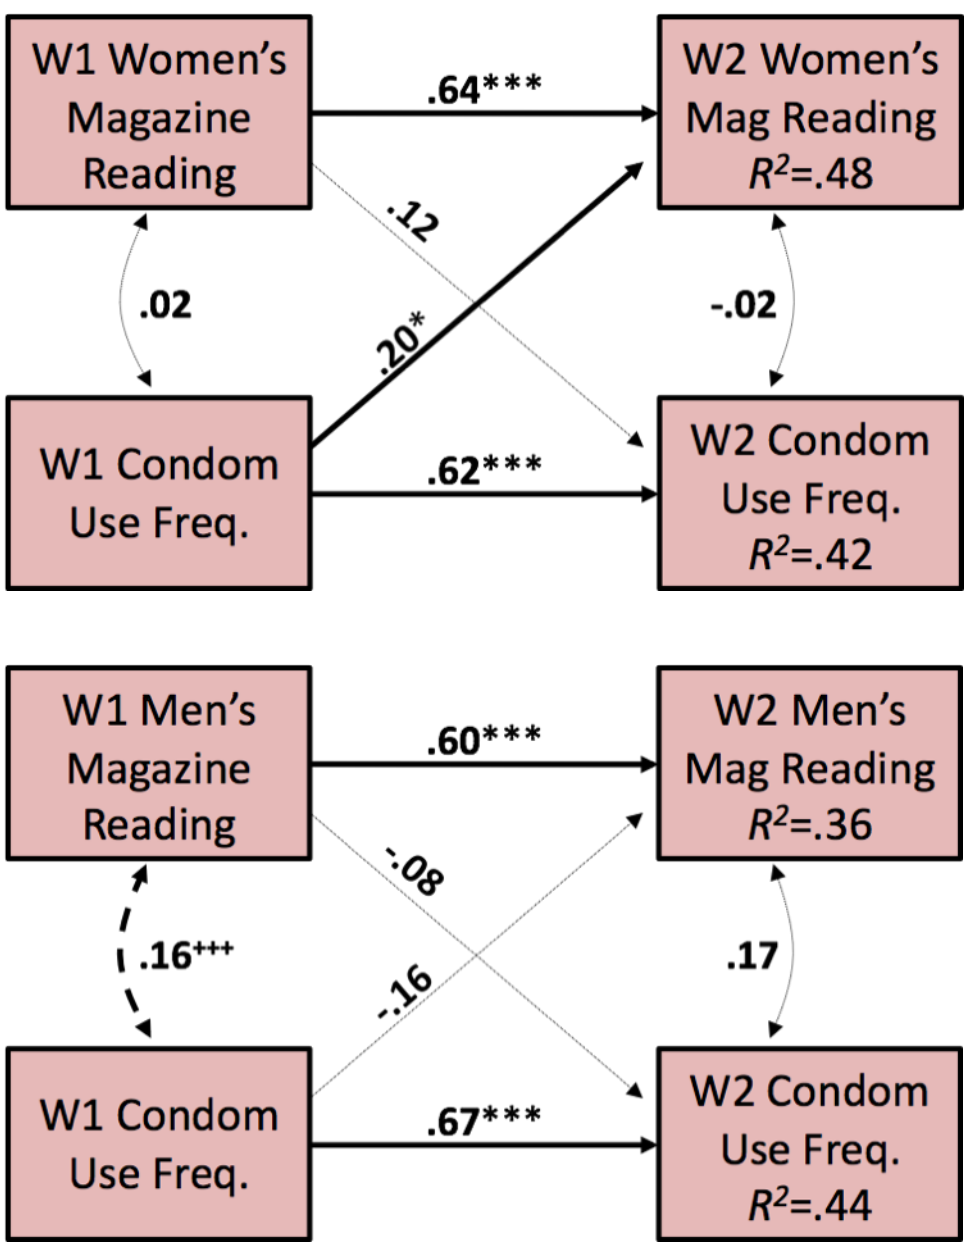 W1 Women’s
Magazine
Reading
.64***
W2 Women’s
Mag Reading
R²=.48
.12
.02
.20*
-.02
W1 Condom
Use Freq.
.62***
W2 Condom
Use Freq.
R²=.42
W1 Men’s
Magazine
Reading
.60***
W2 Men’s
Mag Reading
R²=.36
-.08
.16⁺⁺⁺
-.16
.17
W1 Condom
Use Freq.
.67***
W2 Condom
Use Freq.
R²=.44